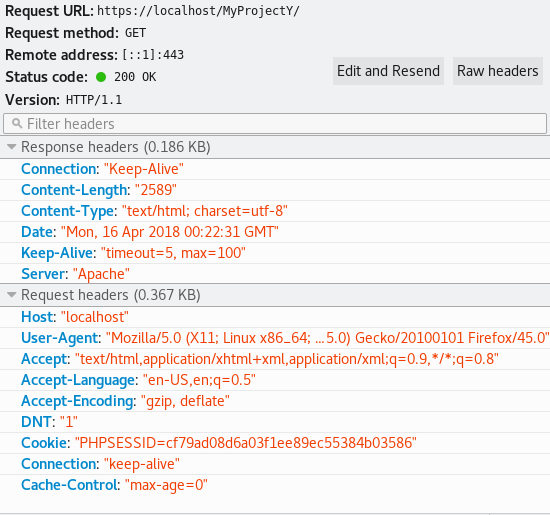 Request URL: https://localhost/MyProjectY/
Request method: GET
Remote address: [::1]:443
Status code: 200 OK
Edit and Resend Raw headers
Version: HTTP/1.1
Filter headers
Response headers (0.186 KB)
Connection: "Keep-Alive"
Content-Length: "2589"
Content-Type: "text/html; charset=utf-8"
Date: "Mon, 16 Apr 2018 00:22:31 GMT"
Keep-Alive: "timeout=5, max=100"
Server: "Apache"
Request headers (0.367 KB)
Host: "localhost"
User-Agent: "Mozilla/5.0 (X11; Linux x86_64; ...5.0) Gecko/20100101 Firefox/45.0"
Accept: "text/html,application/xhtml+xml,application/xml;q=0.9,*/*;q=0.8"
Accept-Language: "en-US,en;q=0.5"
Accept-Encoding: "gzip, deflate"
DNT: "1"
Cookie: "PHPSESSID=cf79ad08d6a03f1ee89ec55384b03586"
Connection: "keep-alive"
Cache-Control: "max-age=0"